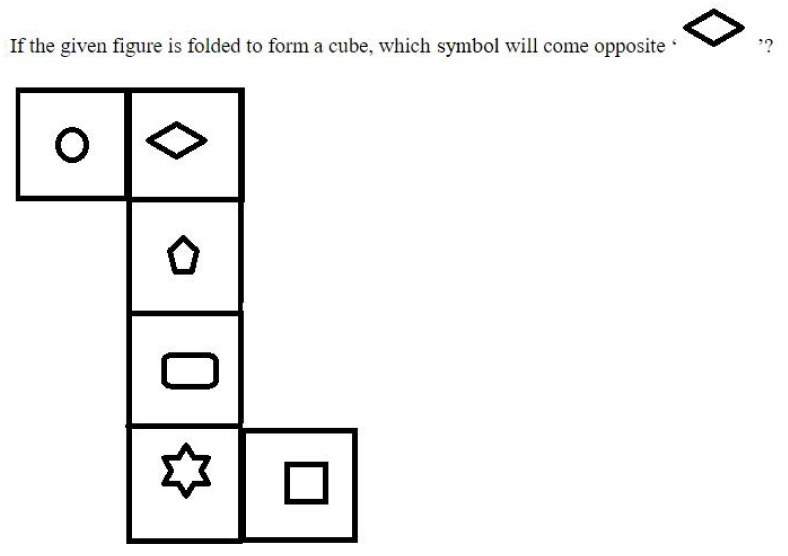 If the given figure is folded to form a cube, which symbol will come opposite ‘ ’?